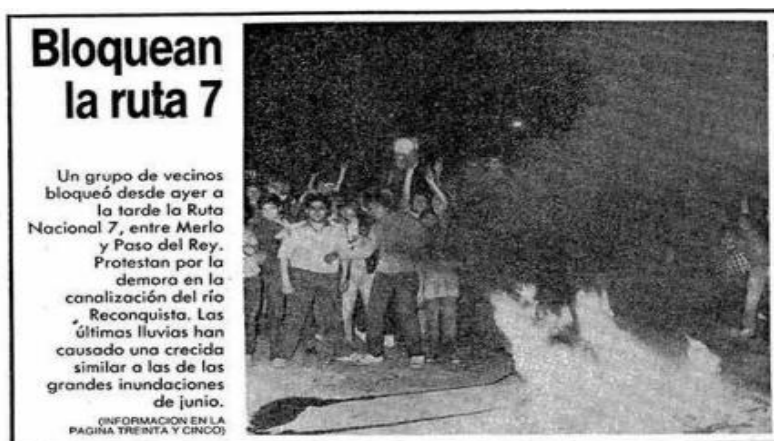 Bloquean
la ruta 7
Un grupo de vecinos
bloqueó desde ayer a
la tarde la Ruta
Nacional 7, entre Merlo
y Paso del Rey.
Protestan por la
demora en la
canalización del río
Reconquista. Las
últimas lluvias han
causado una crecida
similar a las de las
grandes inundaciones
de junio.
(INFORMACION EN LA
PAGINA TREINTA Y CINCO)